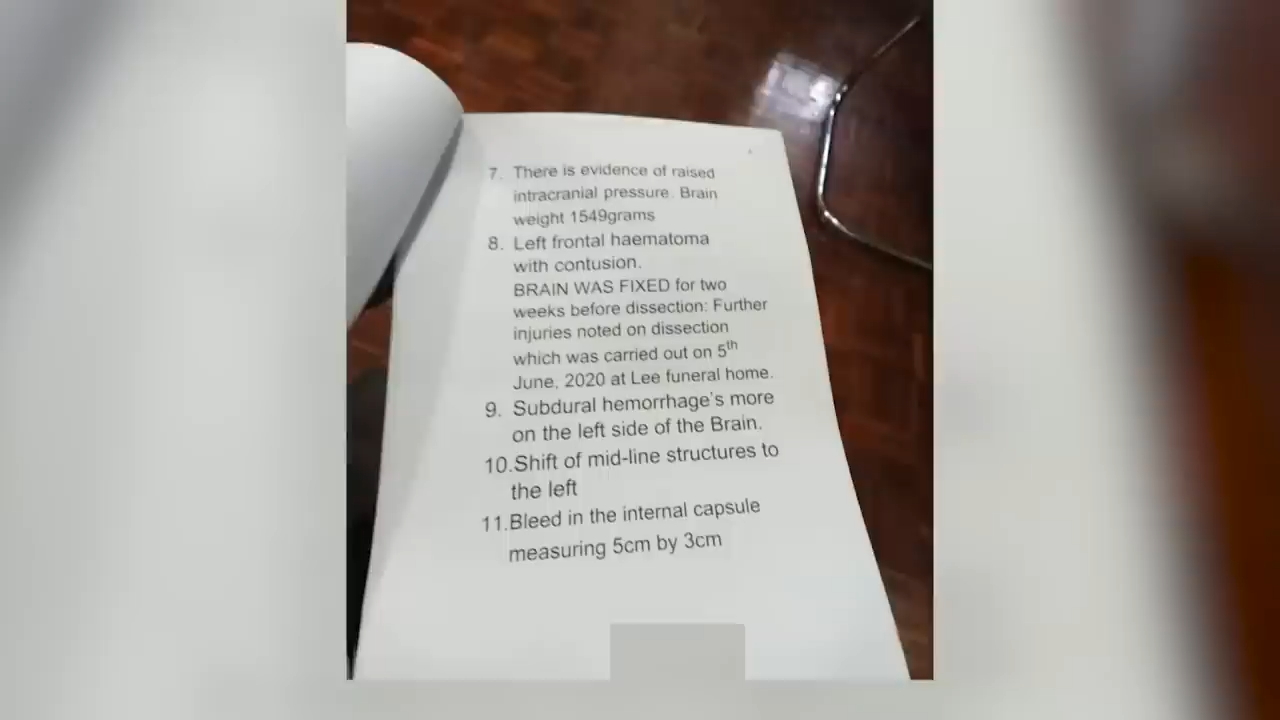 7. There is evidence of raised
intracranial pressure. Brain
weight 1549grams
8. Left frontal haematoma
with contusion.
BRAIN WAS FIXED for two
weeks before dissection: Further
injuries noted on dissection
which was carried out on 5th
June, 2020 at Lee funeral home.
9. Subdural hemorrhage's more
on the left side of the Brain.
10.Shift of mid-line structures to
the left
11.Bleed in the internal capsule
measuring 5cm by 3cm